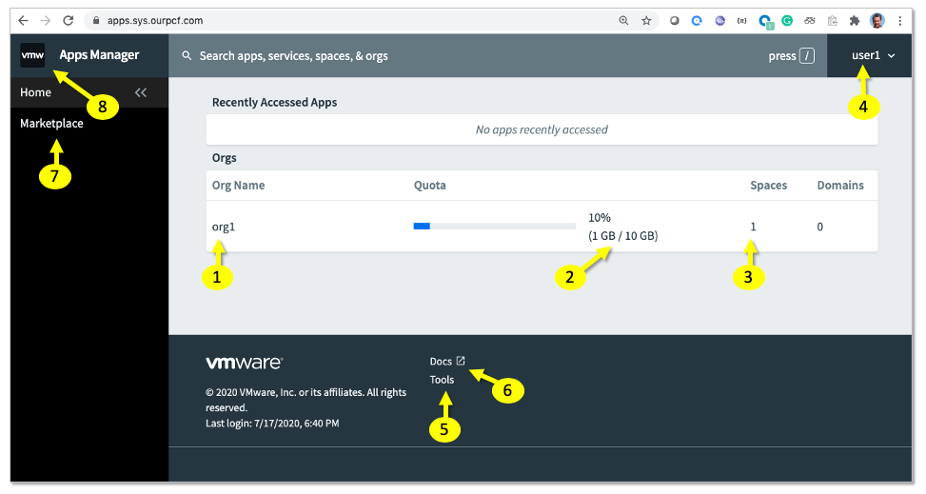 apps.sys.ourpcf.com
vmw Apps Manager
Search apps, services, spaces, & orgs
press /
user1
Home
8
4
Marketplace
7
Recently Accessed Apps
No apps recently accessed
Orgs
Org Name Quota Spaces Domains
org1 10% 1 0
(1 GB / 10 GB)
1 2 3
vmware®
Docs
Tools
6
5
© 2020 VMware, Inc. or its affiliates. All rights
reserved.
Last login: 7/17/2020, 6:40 PM